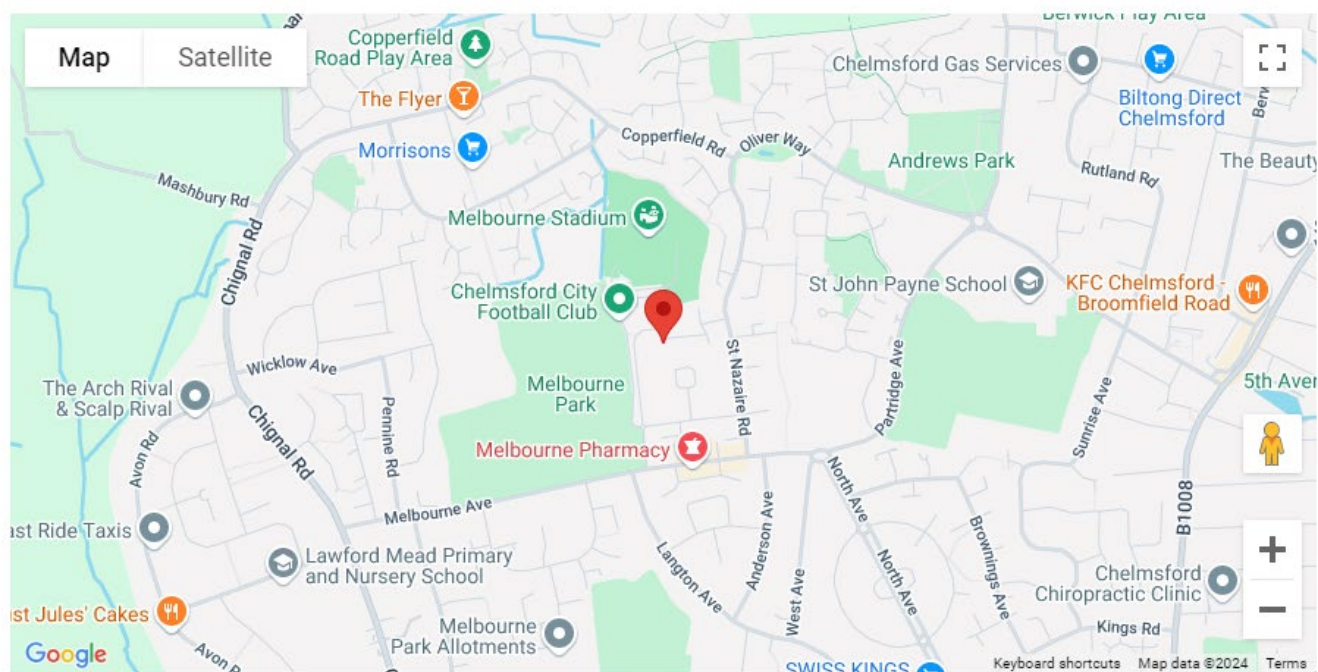 Berwick Play Area
Map
Satellite
Copperfield
Road Play Area
Chelmsford Gas Services
Biltong Direct
Chelmsford
The Flyer
Copperfield Rd
Oliver Way
Morrisons
Andrews Park
The Beauty
Rutland Rd
Mashbury Rd
Melbourne Stadium
Chignal Rd
St John Payne School
KFC Chelmsford -
Broomfield Road
Chelmsford City
Football Club
St Nazaire Rd
Wicklow Ave
Partridge Ave
The Arch Rival
& Scalp Rival
Melbourne
Park
Pennine Rd
Sunrise Ave
Avon Rd
Chignal Rd
Melbourne Pharmacy
North Ave
Melbourne Ave
B1008
Anderson Ave
Brownings Ave
ast Ride Taxis
Lawford Mead Primary
and Nursery School
Langton Ave
West Ave
North Ave
Chelmsford
Chiropractic Clinic
ast Jules' Cakes
Melbourne
Park Allotments
Kings Rd
Avon
Google
SWISS KINGS
Keyboard shortcuts
Map data ©2024
Terms